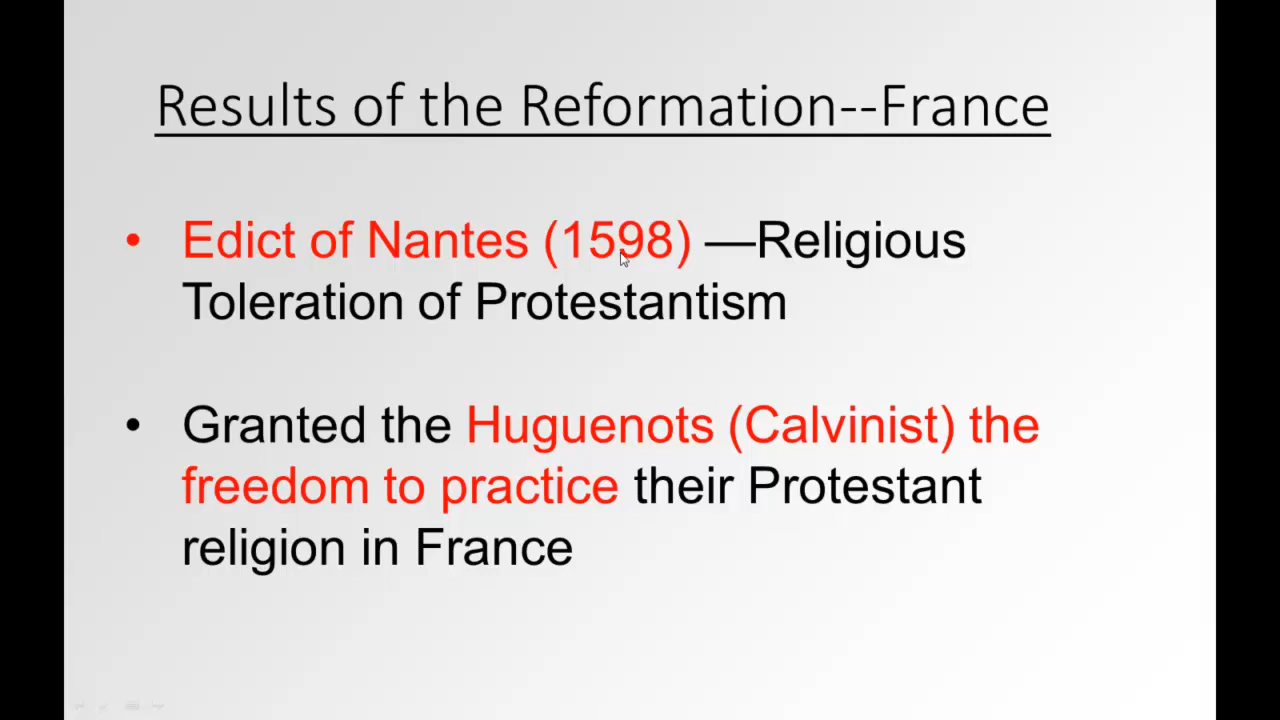 Results of the Reformation--France
• Edict of Nantes (1598) —Religious
Toleration of Protestantism
• Granted the Huguenots (Calvinist) the
freedom to practice their Protestant
religion in France